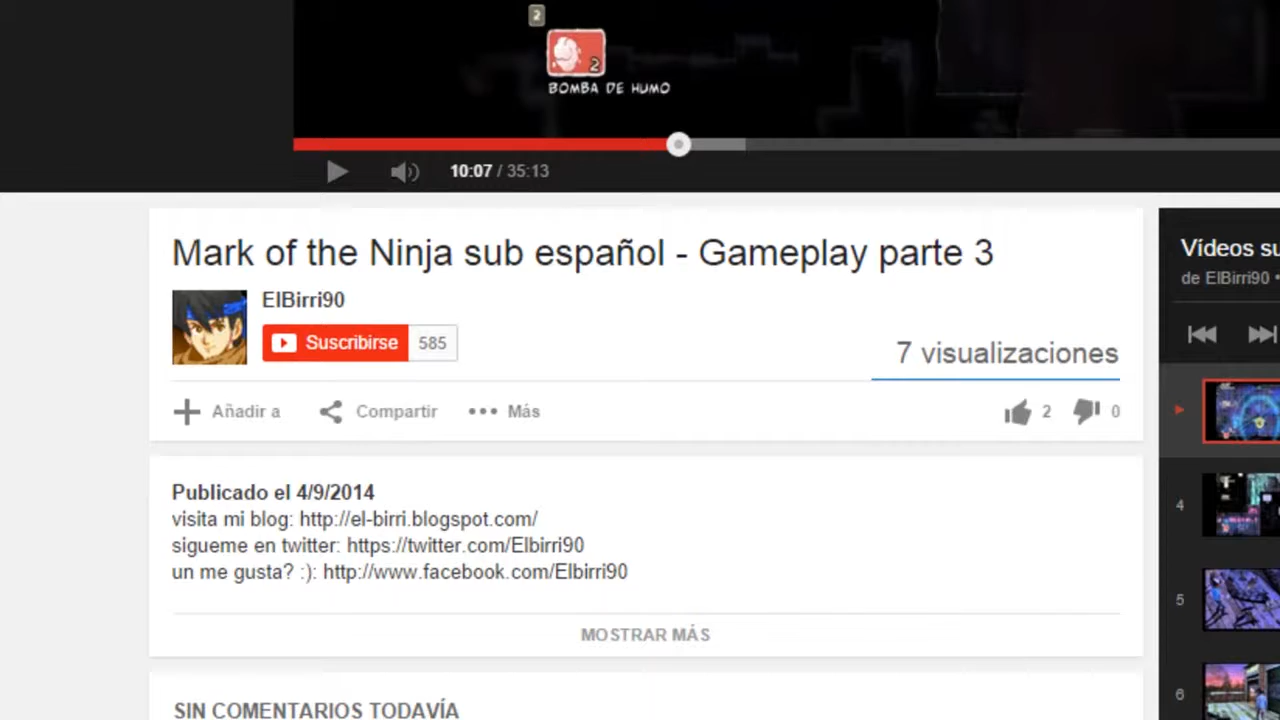 2
2
BOMBA DE HUMO
10:07 / 35:13
Mark of the Ninja sub español - Gameplay parte 3
ElBirri90
Suscribirse 585
7 visualizaciones
Añadir a Compartir Más 2 0
Publicado el 4/9/2014
visita mi blog: http://el-birri.blogspot.com/
sigueme en twitter: https://twitter.com/Elbirri90
un me gusta? :): http://www.facebook.com/Elbirri90
MOSTRAR MÁS
SIN COMENTARIOS TODAVÍA
Vídeos su
de ElBirri90 •
4
5
6